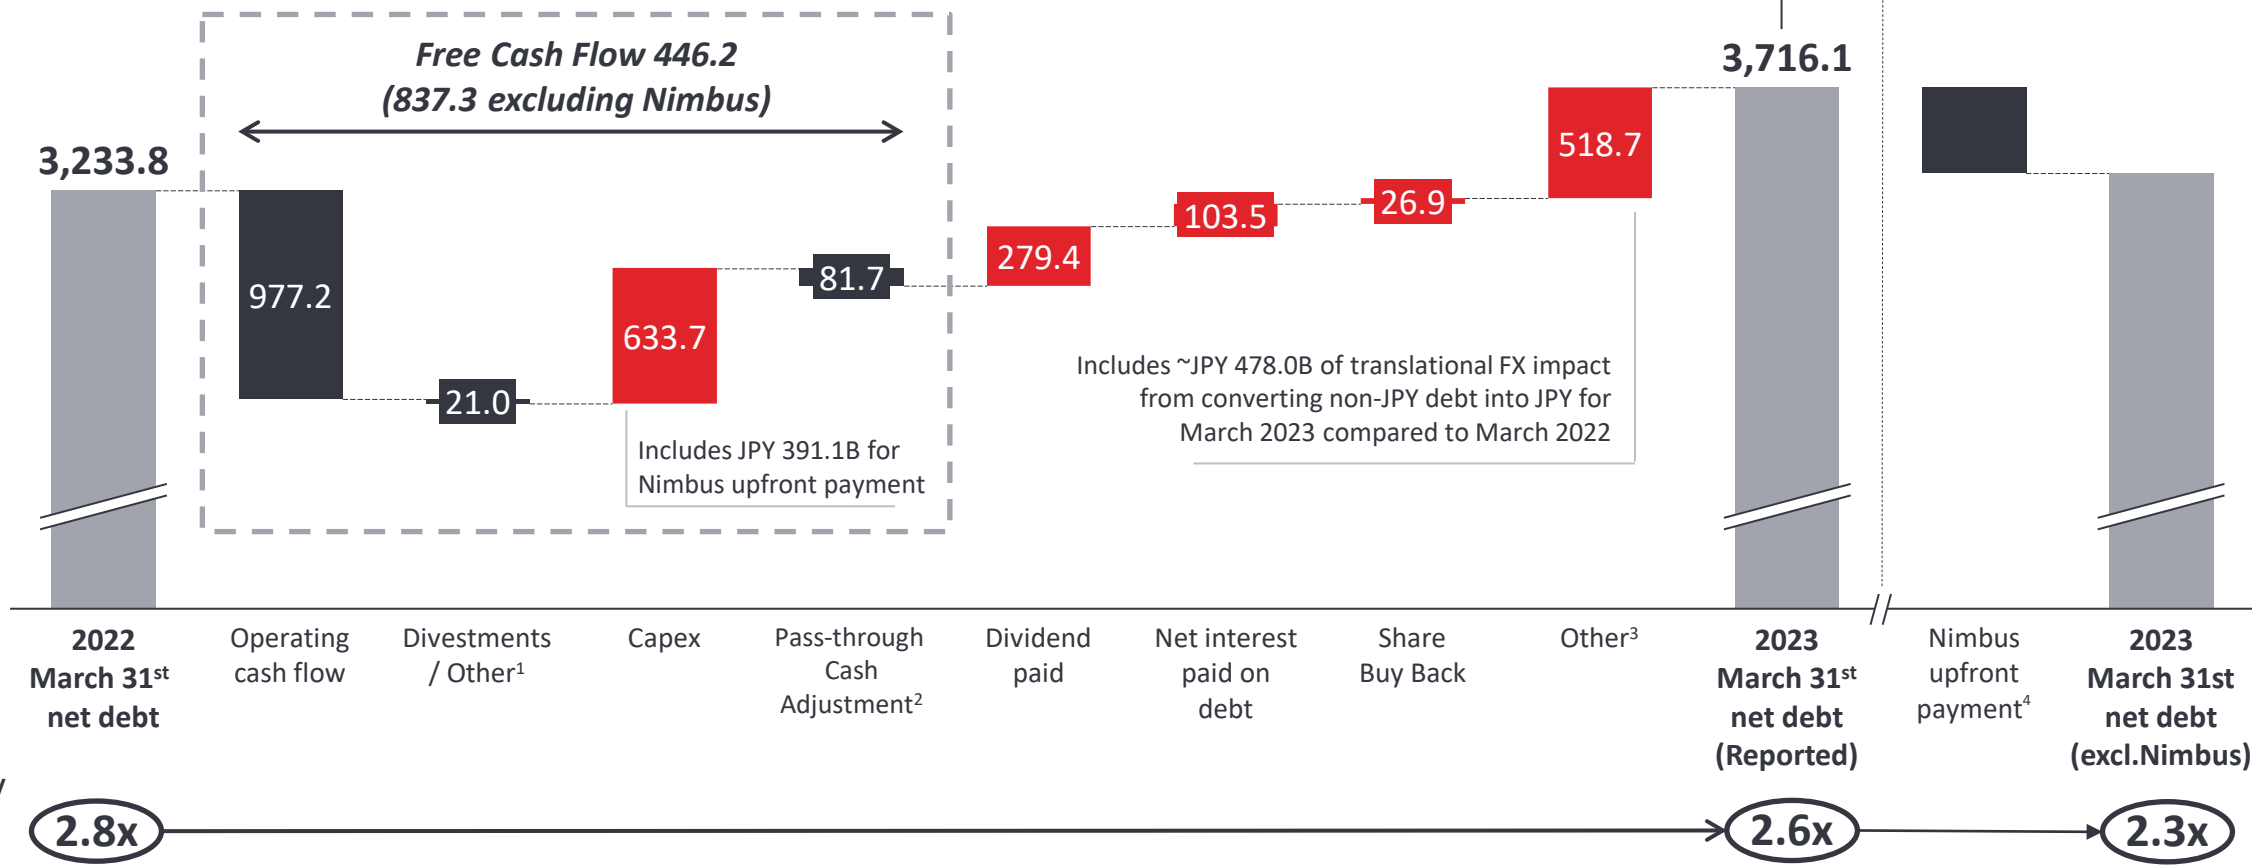 Free Cash Flow 446.2
(837.3 excluding Nimbus)
3,233.8
977.2
21.0
633.7
81.7
279.4
103.5
26.9
518.7
3,716.1
Includes JPY 391.1B for
Nimbus upfront payment
Includes ~JPY 478.0B of translational FX impact
from converting non-JPY debt into JPY for
March 2023 compared to March 2022
2022
March 31st
net debt
Operating
cash flow
Divestments
/ Other1
Capex
Pass-through
Cash
Adjustment2
Dividend
paid
Net interest
paid on
debt
Share
Buy Back
Other3
2023
March 31st
net debt
(Reported)
Nimbus
upfront
payment4
2023
March 31st
net debt
(excl.Nimbus)
2.8x
2.6x
2.3x